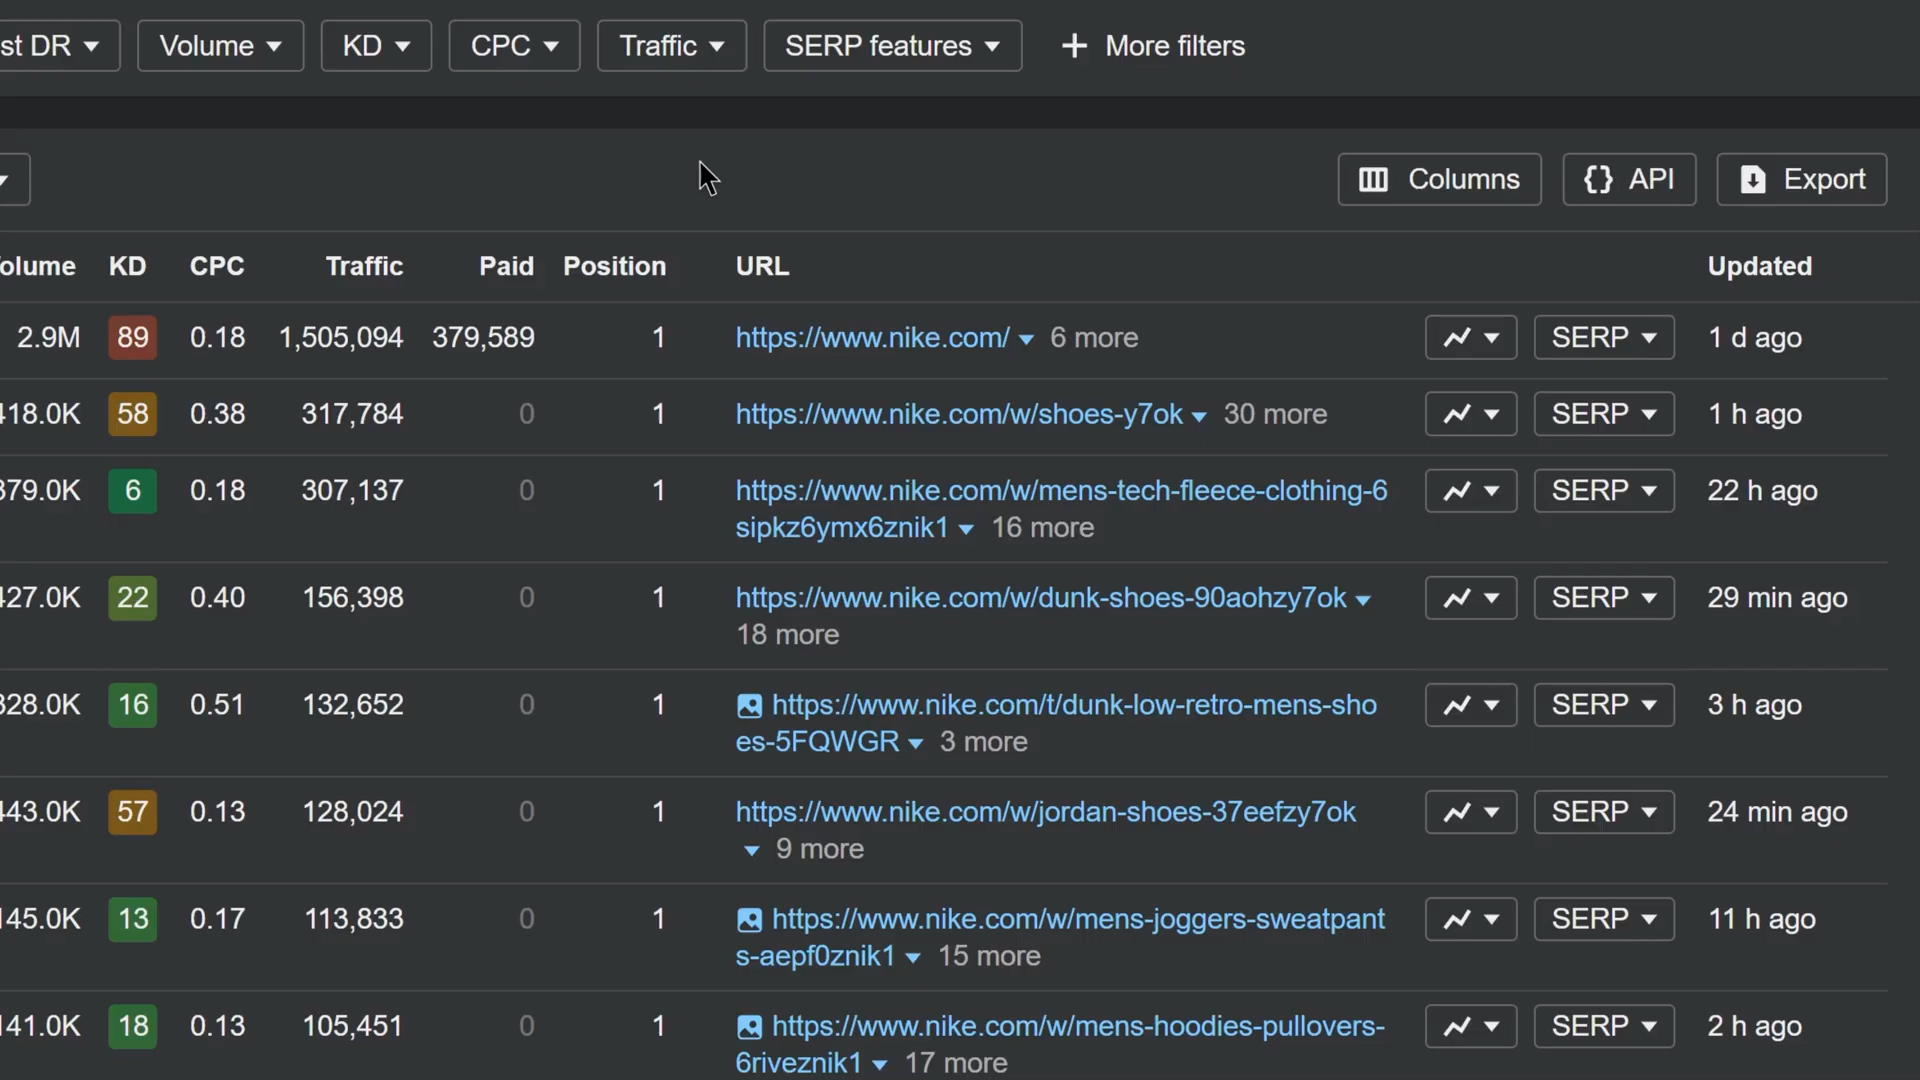 st DR Volume KD CPC Traffic SERP features + More filters
Columns {} API Export
olume KD CPC Traffic Paid Position URL Updated
2.9M 89 0.18 1,505,094 379,589 1 https://www.nike.com/ 6 more SERP 1 d ago
418.0K 58 0.38 317,784 0 1 https://www.nike.com/w/shoes-y7ok 30 more SERP 1 h ago
379.0K 6 0.18 307,137 0 1 https://www.nike.com/w/mens-tech-fleece-clothing-6 SERP 22 h ago
sipkz6ymx6znik1 16 more
427.0K 22 0.40 156,398 0 1 https://www.nike.com/w/dunk-shoes-90aohzy7ok SERP 29 min ago
18 more
328.0K 16 0.51 132,652 0 1 https://www.nike.com/t/dunk-low-retro-mens-sho SERP 3 h ago
es-5FQWGR 3 more
443.0K 57 0.13 128,024 0 1 https://www.nike.com/w/jordan-shoes-37eefzy7ok SERP 24 min ago
9 more
145.0K 13 0.17 113,833 0 1 https://www.nike.com/w/mens-joggers-sweatpant SERP 11 h ago
s-aepf0znik1 15 more
141.0K 18 0.13 105,451 0 1 https://www.nike.com/w/mens-hoodies-pullovers- SERP 2 h ago
6riveznik1 17 more